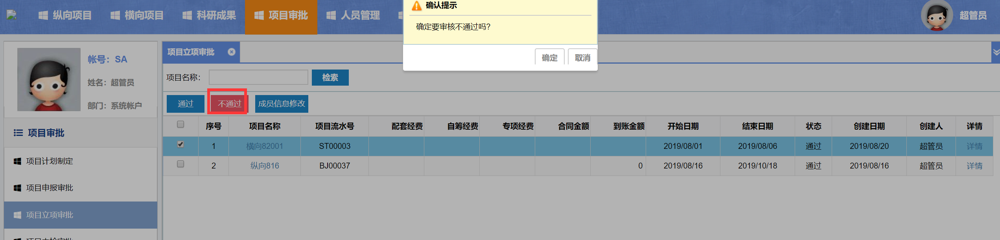 纵向项目 横向项目 科研成果 项目审批 人员管理 超管员
确认提示
确定要审核不通过吗?
确定 取消
帐号：SA
姓名：超管员
部门：系统帐户
项目审批
项目计划制定
项目申报审批
项目立项审批
项目立项审批
项目名称： 检索
通过 不通过 成员信息修改
序号 项目名称 项目流水号 配套经费 自筹经费 专项经费 合同金额 到账金额 开始日期 结束日期 状态 创建日期 创建人 详情
1 横向82001 ST00003 2019/08/01 2019/08/06 通过 2019/08/20 超管员 详情
2 纵向816 BJ00037 0 2019/08/16 2019/10/18 通过 2019/08/16 超管员 详情